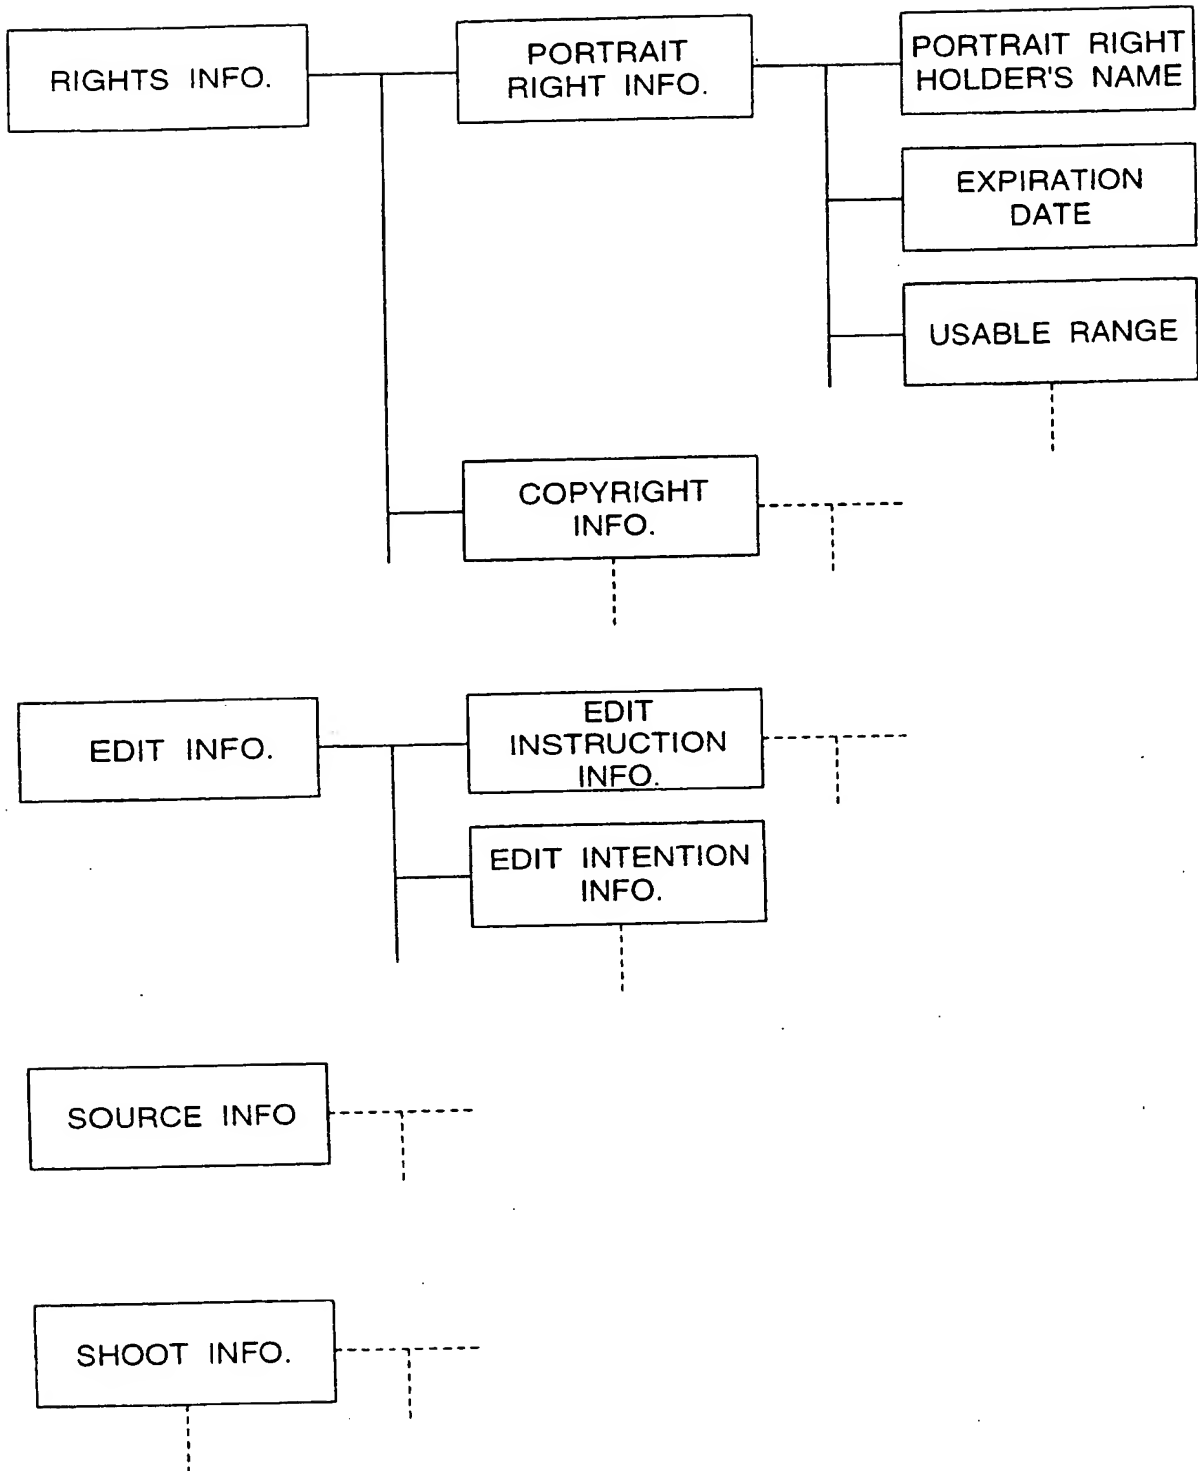 RIGHTS INFO.
PORTRAIT
RIGHT INFO.
PORTRAIT RIGHT
HOLDER'S NAME
EXPIRATION
DATE
USABLE RANGE
COPYRIGHT
INFO.
EDIT INFO.
EDIT
INSTRUCTION
INFO.
EDIT INTENTION
INFO.
SOURCE INFO
SHOOT INFO.